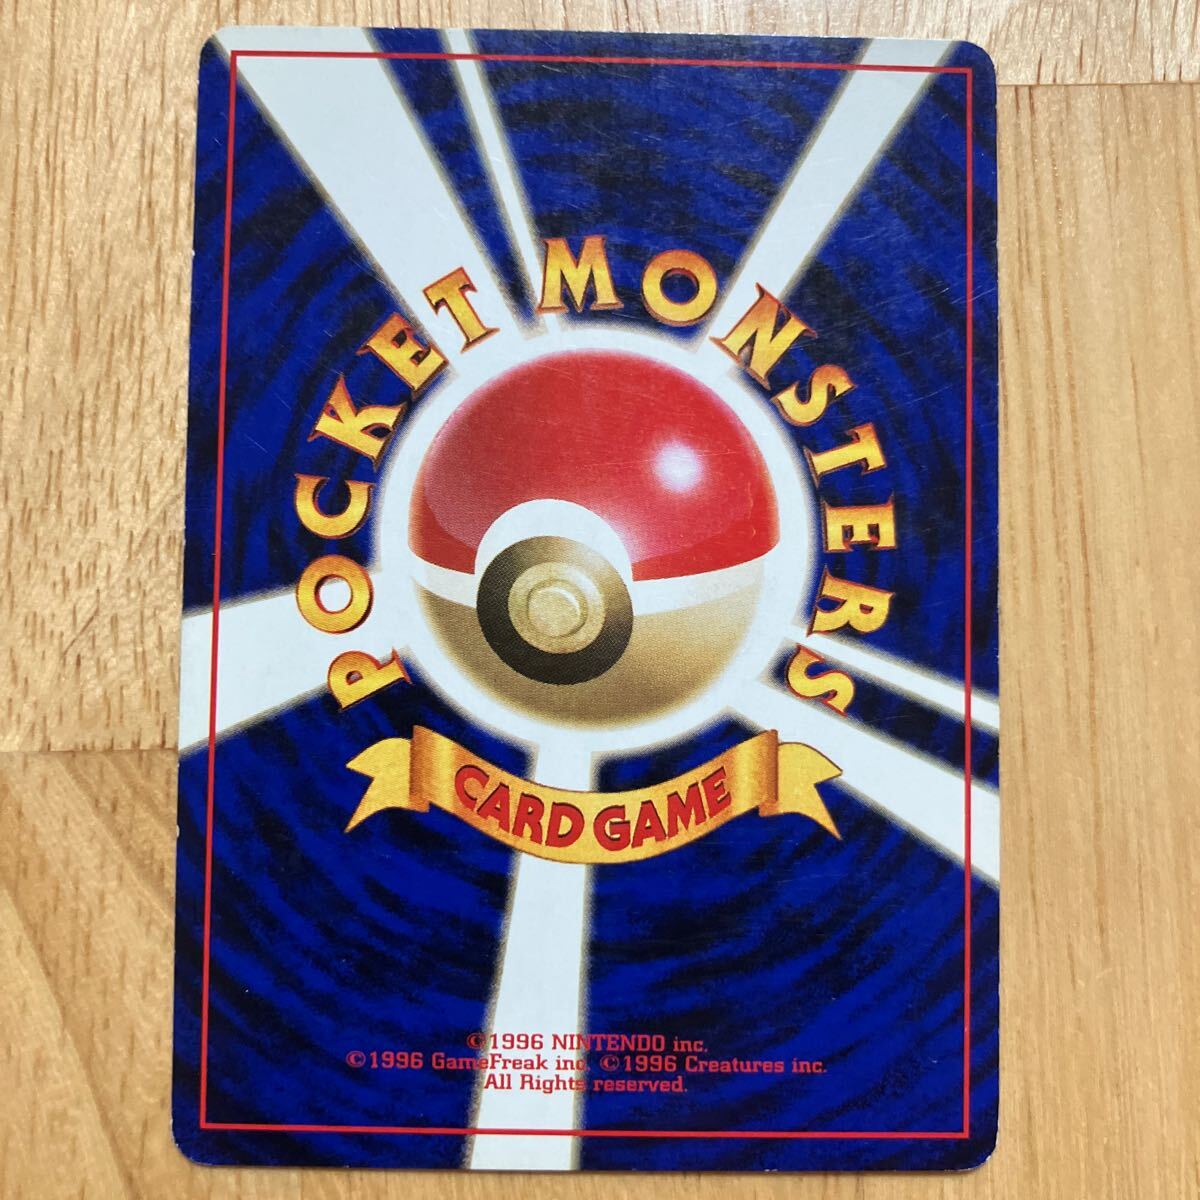 POCKET MONSTERS
CARD GAME
©1996 NINTENDO inc.
©1996 GameFreak inc. ©1996 Creatures inc.
All Rights reserved.